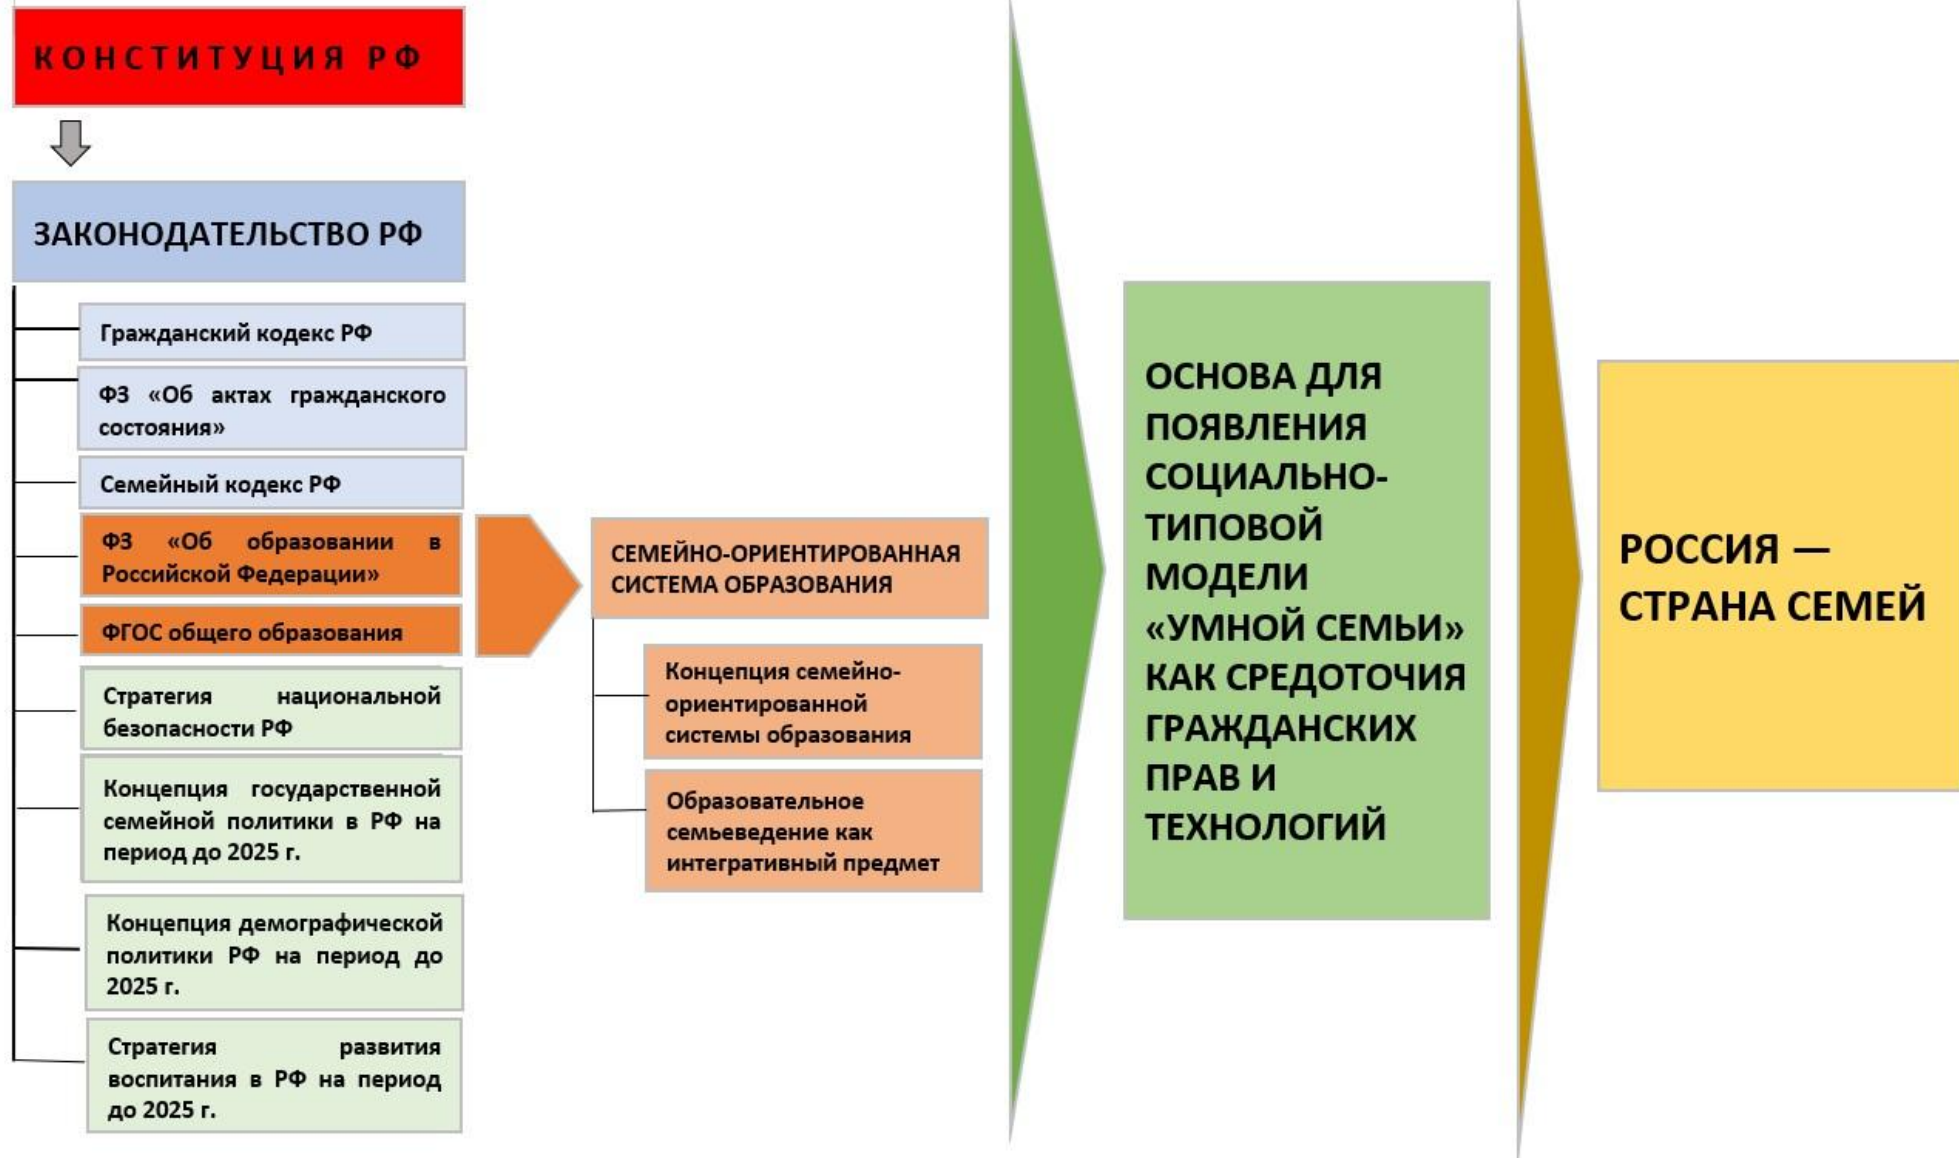 КОНСТИТУЦИЯ РФ
ЗАКОНОДАТЕЛЬСТВО РФ
Гражданский кодекс РФ
ФЗ «Об актах гражданского
состояния»
Семейный кодекс РФ
ФЗ «Об образовании в
Российской Федерации»
ФГОС общего образования
Стратегия национальной
безопасности РФ
Концепция государственной
семейной политики в РФ на
период до 2025 г.
Концепция демографической
политики РФ на период до
2025 г.
Стратегия развития
воспитания в РФ на период
до 2025 г.
СЕМЕЙНО-ОРИЕНТИРОВАННАЯ
СИСТЕМА ОБРАЗОВАНИЯ
Концепция семейно-
ориентированной
системы образования
Образовательное
семьеведение как
интегративный предмет
ОСНОВА ДЛЯ
ПОЯВЛЕНИЯ
СОЦИАЛЬНО-
ТИПОВОЙ
МОДЕЛИ
«УМНОЙ СЕМЬИ»
КАК СРЕДОТОЧИЯ
ГРАЖДАНСКИХ
ПРАВ И
ТЕХНОЛОГИЙ
РОССИЯ —
СТРАНА СЕМЕЙ